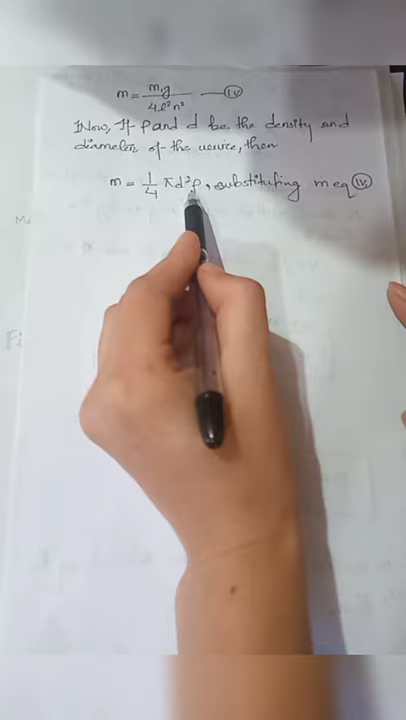 m = m₁g / 4l²n² —— (IV)
Now, If ρ and d be the density and
diameter of the wire, then
m = 1/4 πd²ρ, substituting m eq (IV)